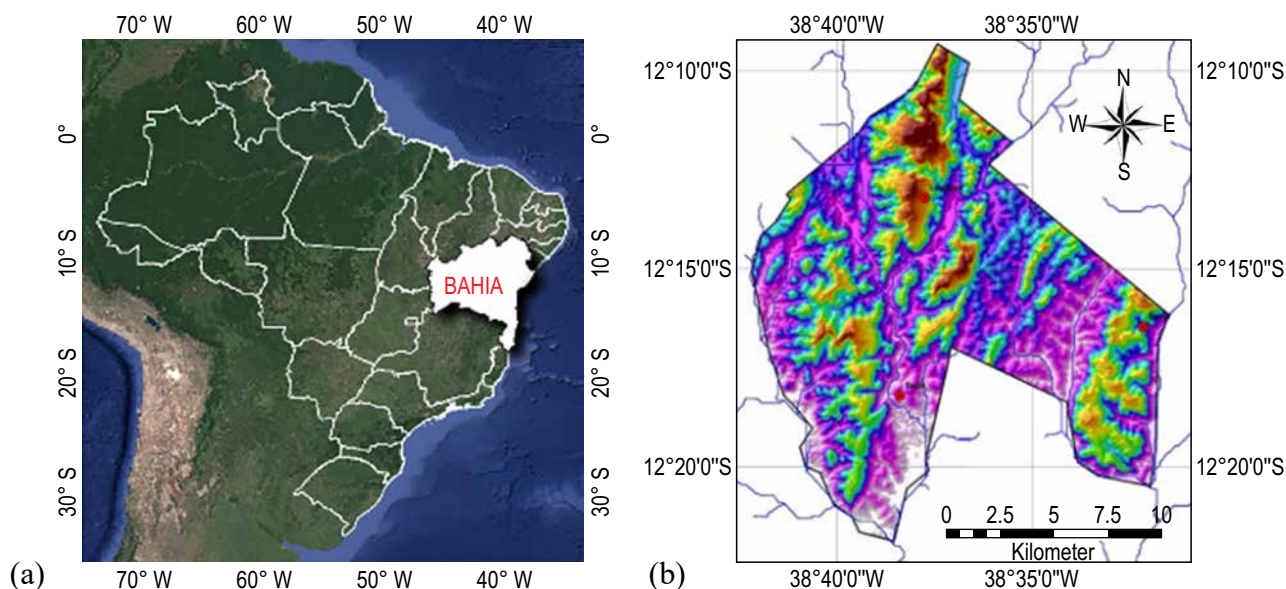 70° W 60° W 50° W 40° W
0°
10° S
20° S
30° S
BAHIA
0°
10° S
20° S
30° S
70° W 60° W 50° W 40° W
(a)
38°40'0"W 38°35'0"W
12°10'0"S
12°15'0"S
12°20'0"S
N
W E
S
12°10'0"S
12°15'0"S
12°20'0"S
0 2.5 5 7.5 10
Kilometer
38°40'0"W 38°35'0"W
(b)